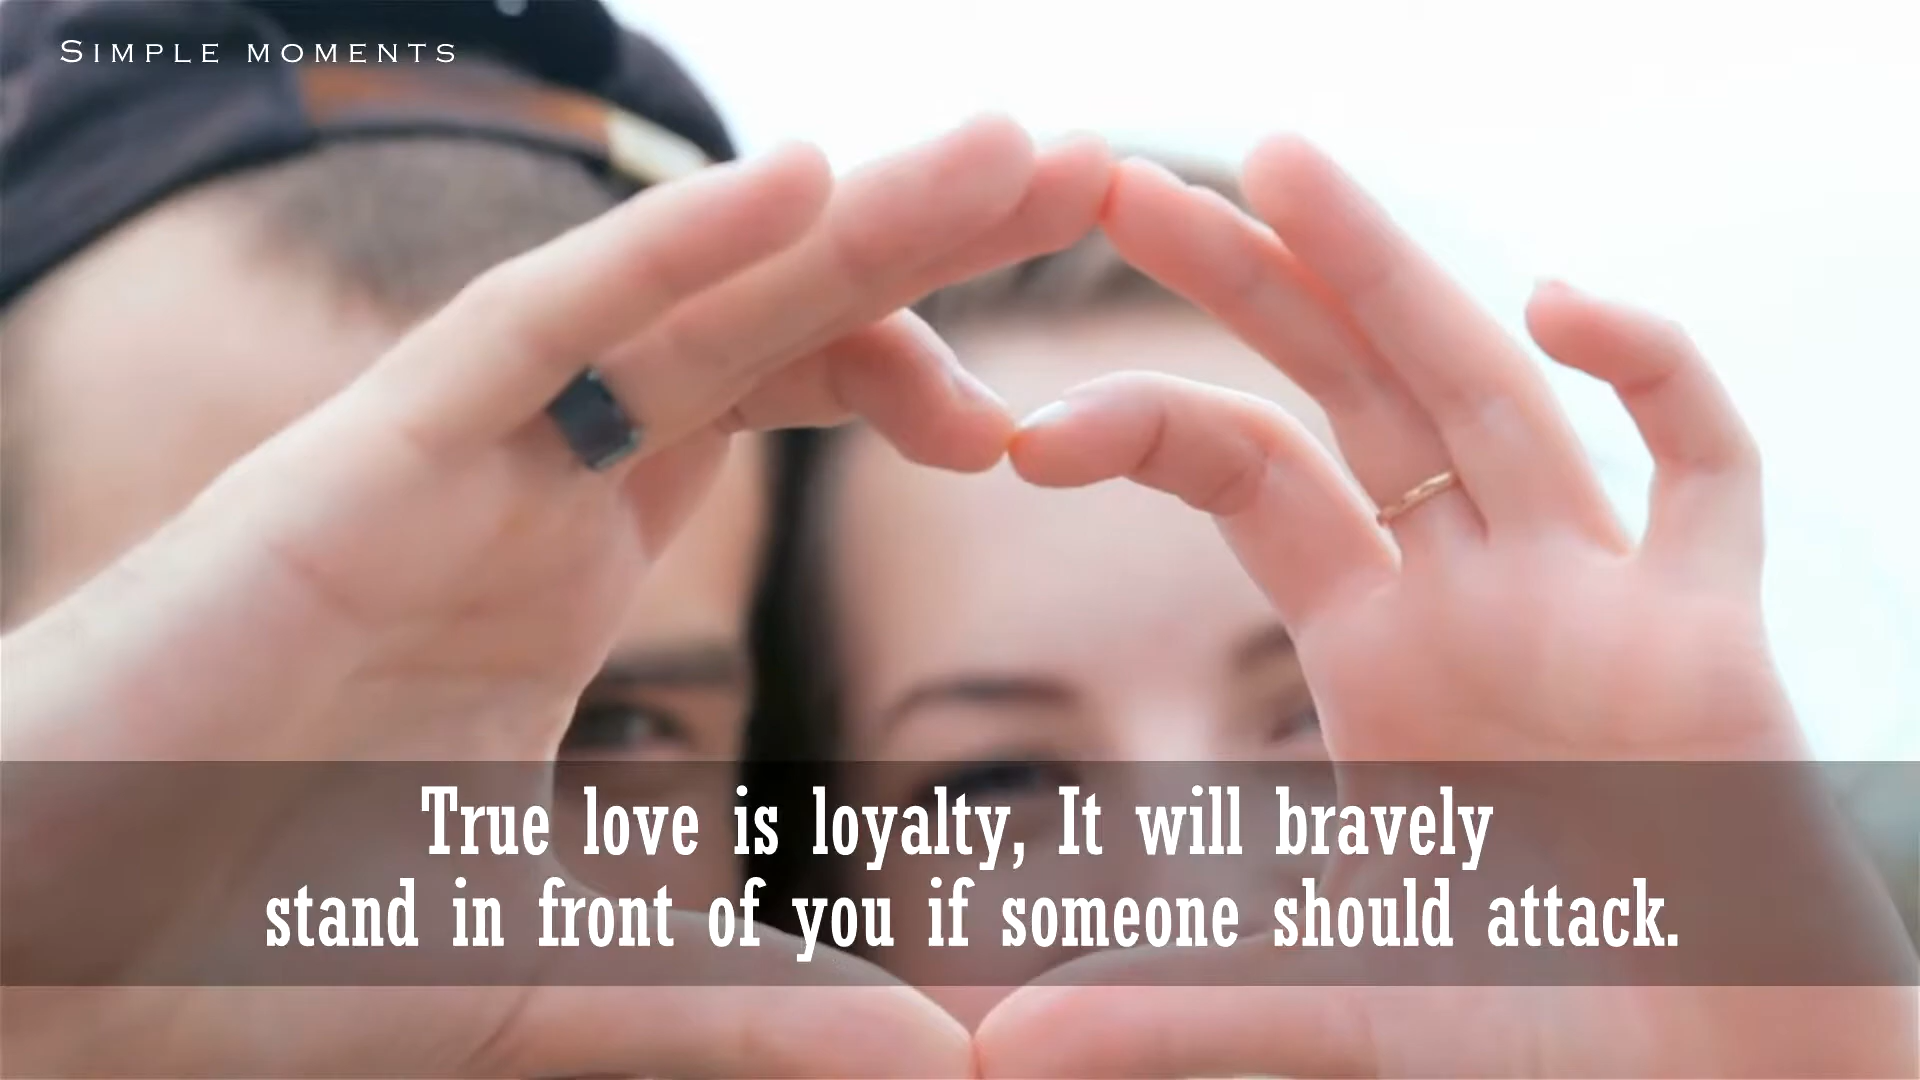 SIMPLE MOMENTS
True love is loyalty, It will bravely
stand in front of you if someone should attack.